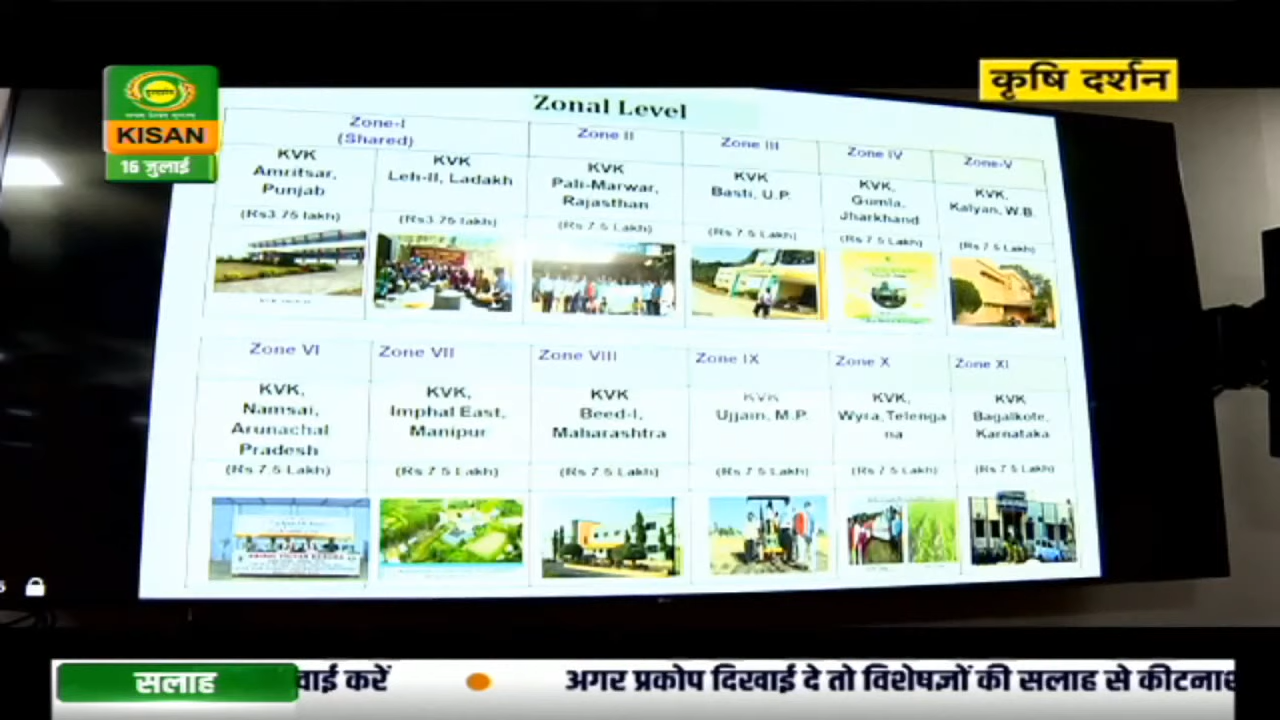 कृषि दर्शन
KISAN
16 जुलाई
Zonal Level
Zone-I
(Shared)
Zone II
Zone III
Zone IV
Zone-V
KVK
Amritsar,
Punjab
KVK
Leh-II, Ladakh
KVK
Pali-Marwar,
Rajasthan
KVK
Basti, U.P.
KVK,
Gumla,
Jharkhand
KVK,
Kalyan, W.B.
(Rs3.75 lakh)
(Rs3.75 lakh)
(Rs 7.5 Lakh)
(Rs 7.5 Lakh)
(Rs 7.5 Lakh)
(Rs 7.5 Lakh)
Zone VI
Zone VII
Zone VIII
Zone IX
Zone X
Zone XI
KVK,
Namsai,
Arunachal
Pradesh
KVK,
Imphal East,
Manipur
KVK
Beed-I,
Maharashtra
KVK
Ujjain, M.P.
KVK,
Wyra, Telenga
na
KVK,
Bagalkote,
Karnataka
(Rs 7.5 Lakh)
(Rs 7.5 Lakh)
(Rs 7.5 Lakh)
(Rs 7.5 Lakh)
(Rs 7.5 Lakh)
(Rs 7.5 Lakh)
सलाह
वाई करें
अगर प्रकोप दिखाई दे तो विशेषज्ञों की सलाह से कीटनाश